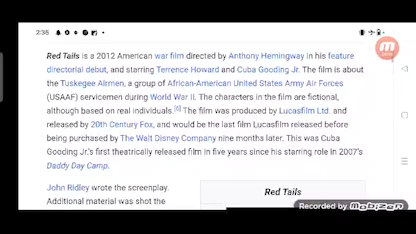 2:36
Red Tails is a 2012 American war film directed by Anthony Hemingway in his feature
directorial debut, and starring Terrence Howard and Cuba Gooding Jr. The film is about
the Tuskegee Airmen, a group of African-American United States Army Air Forces
(USAAF) servicemen during World War II. The characters in the film are fictional,
although based on real individuals.[6] The film was produced by Lucasfilm Ltd. and
released by 20th Century Fox, and would be the last film Lucasfilm released before
being purchased by The Walt Disney Company nine months later. This was Cuba
Gooding Jr.'s first theatrically released film in five years since his starring role in 2007's
Daddy Day Camp.
John Ridley wrote the screenplay.
Additional material was shot the
Red Tails
Recorded by Mobizen